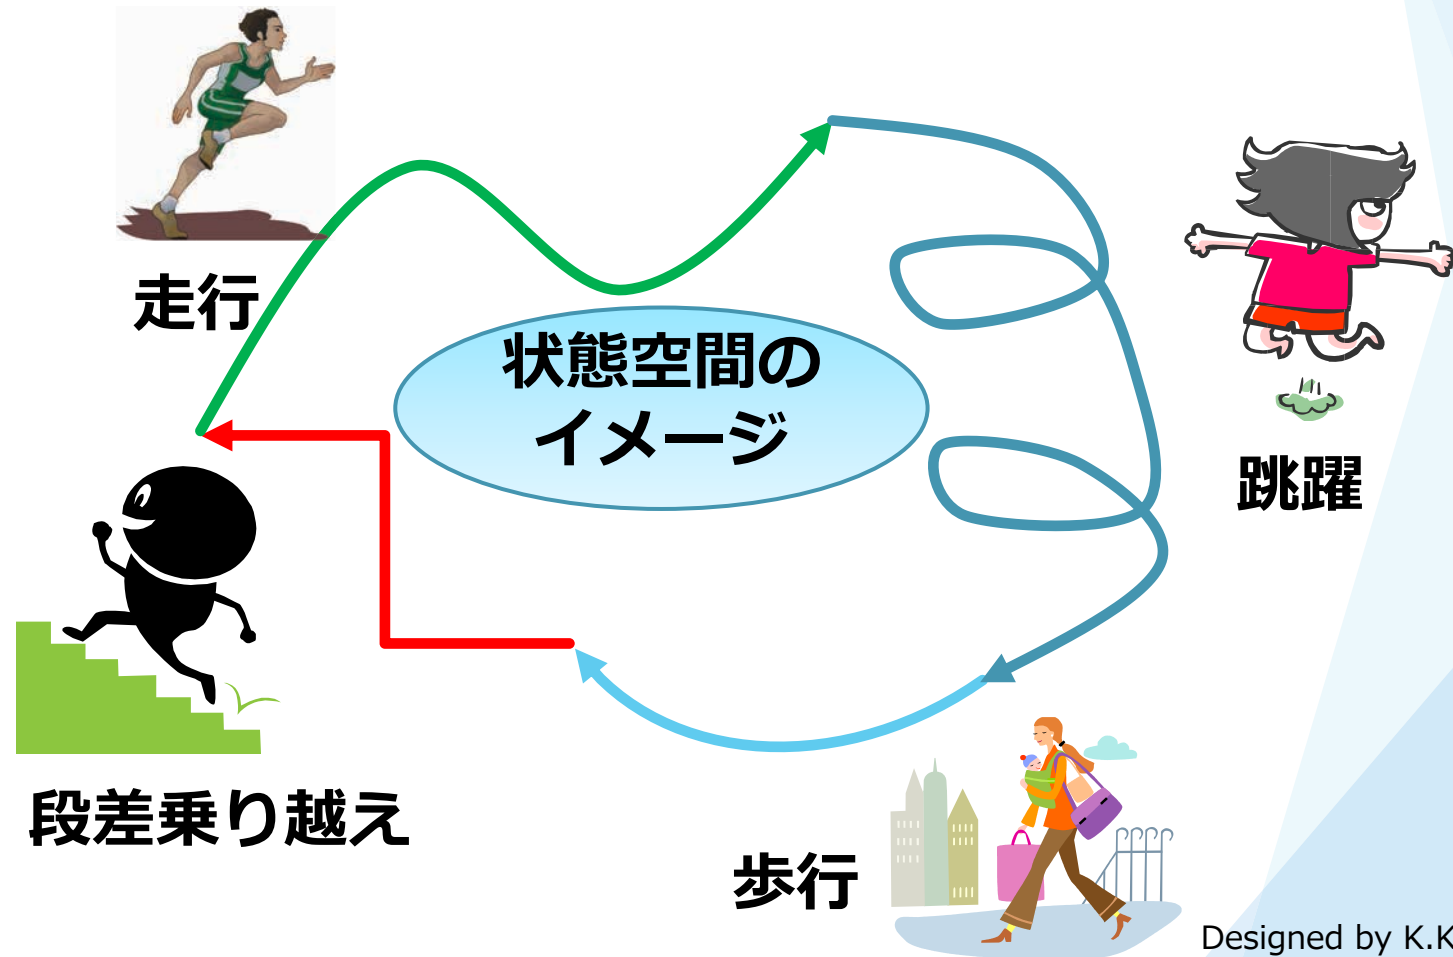 走行
状態空間の
イメージ
跳躍
段差乗り越え
歩行
Designed by K.K